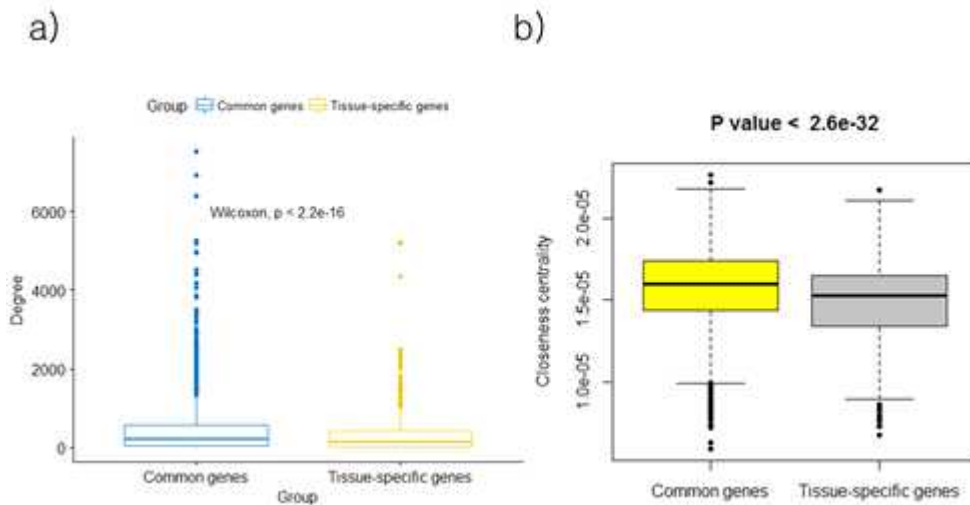 a)
Group Common genes Tissue-specific genes
Wilcoxon, p < 2.2e-16
Degree
6000
4000
2000
0
Common genes Tissue-specific genes
Group
b)
P value < 2.6e-32
Closeness centrality
2.0e-05
1.5e-05
1.0e-05
Common genes Tissue-specific genes